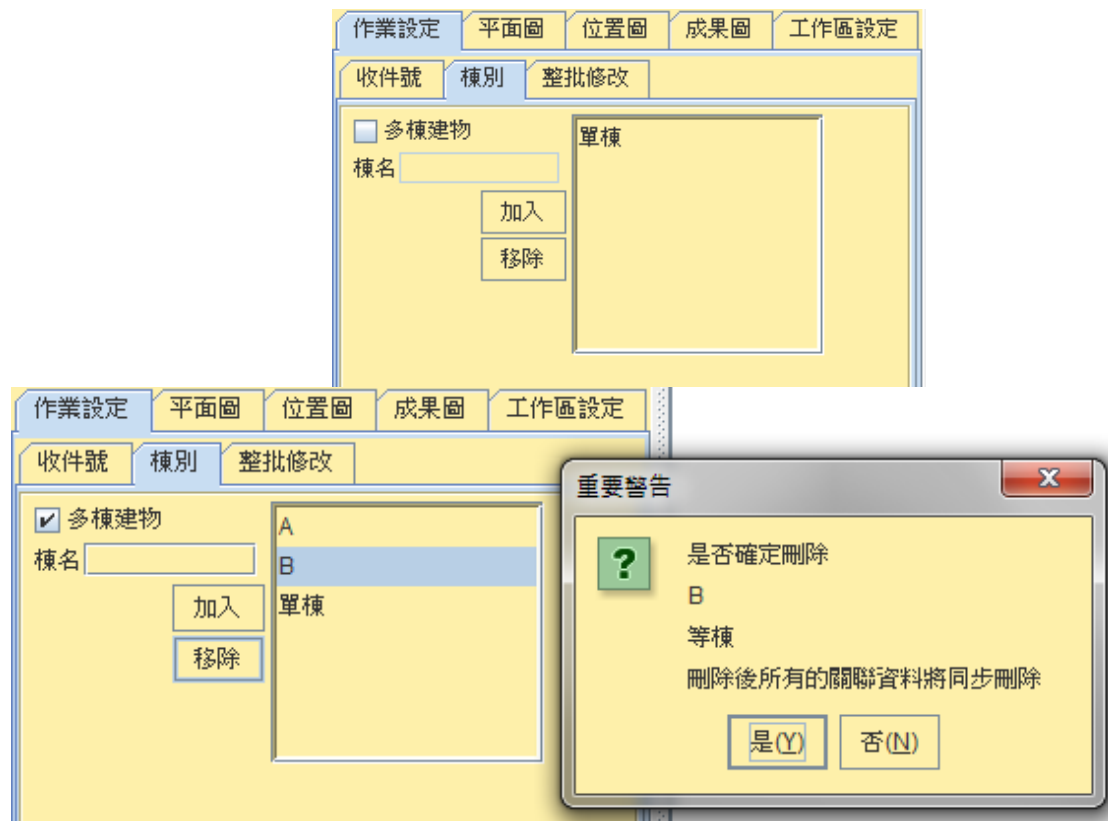 作業設定 平面圖 位置圖 成果圖 工作區設定
收件號 棟別 整批修改
多棟建物
單棟
棟名
加入
移除
作業設定 平面圖 位置圖 成果圖 工作區設定
收件號 棟別 整批修改
多棟建物
棟名
加入
移除
A
B
單棟
重要警告
是否確定刪除
B
等棟
刪除後所有的關聯資料將同步刪除
是(Y) 否(N)